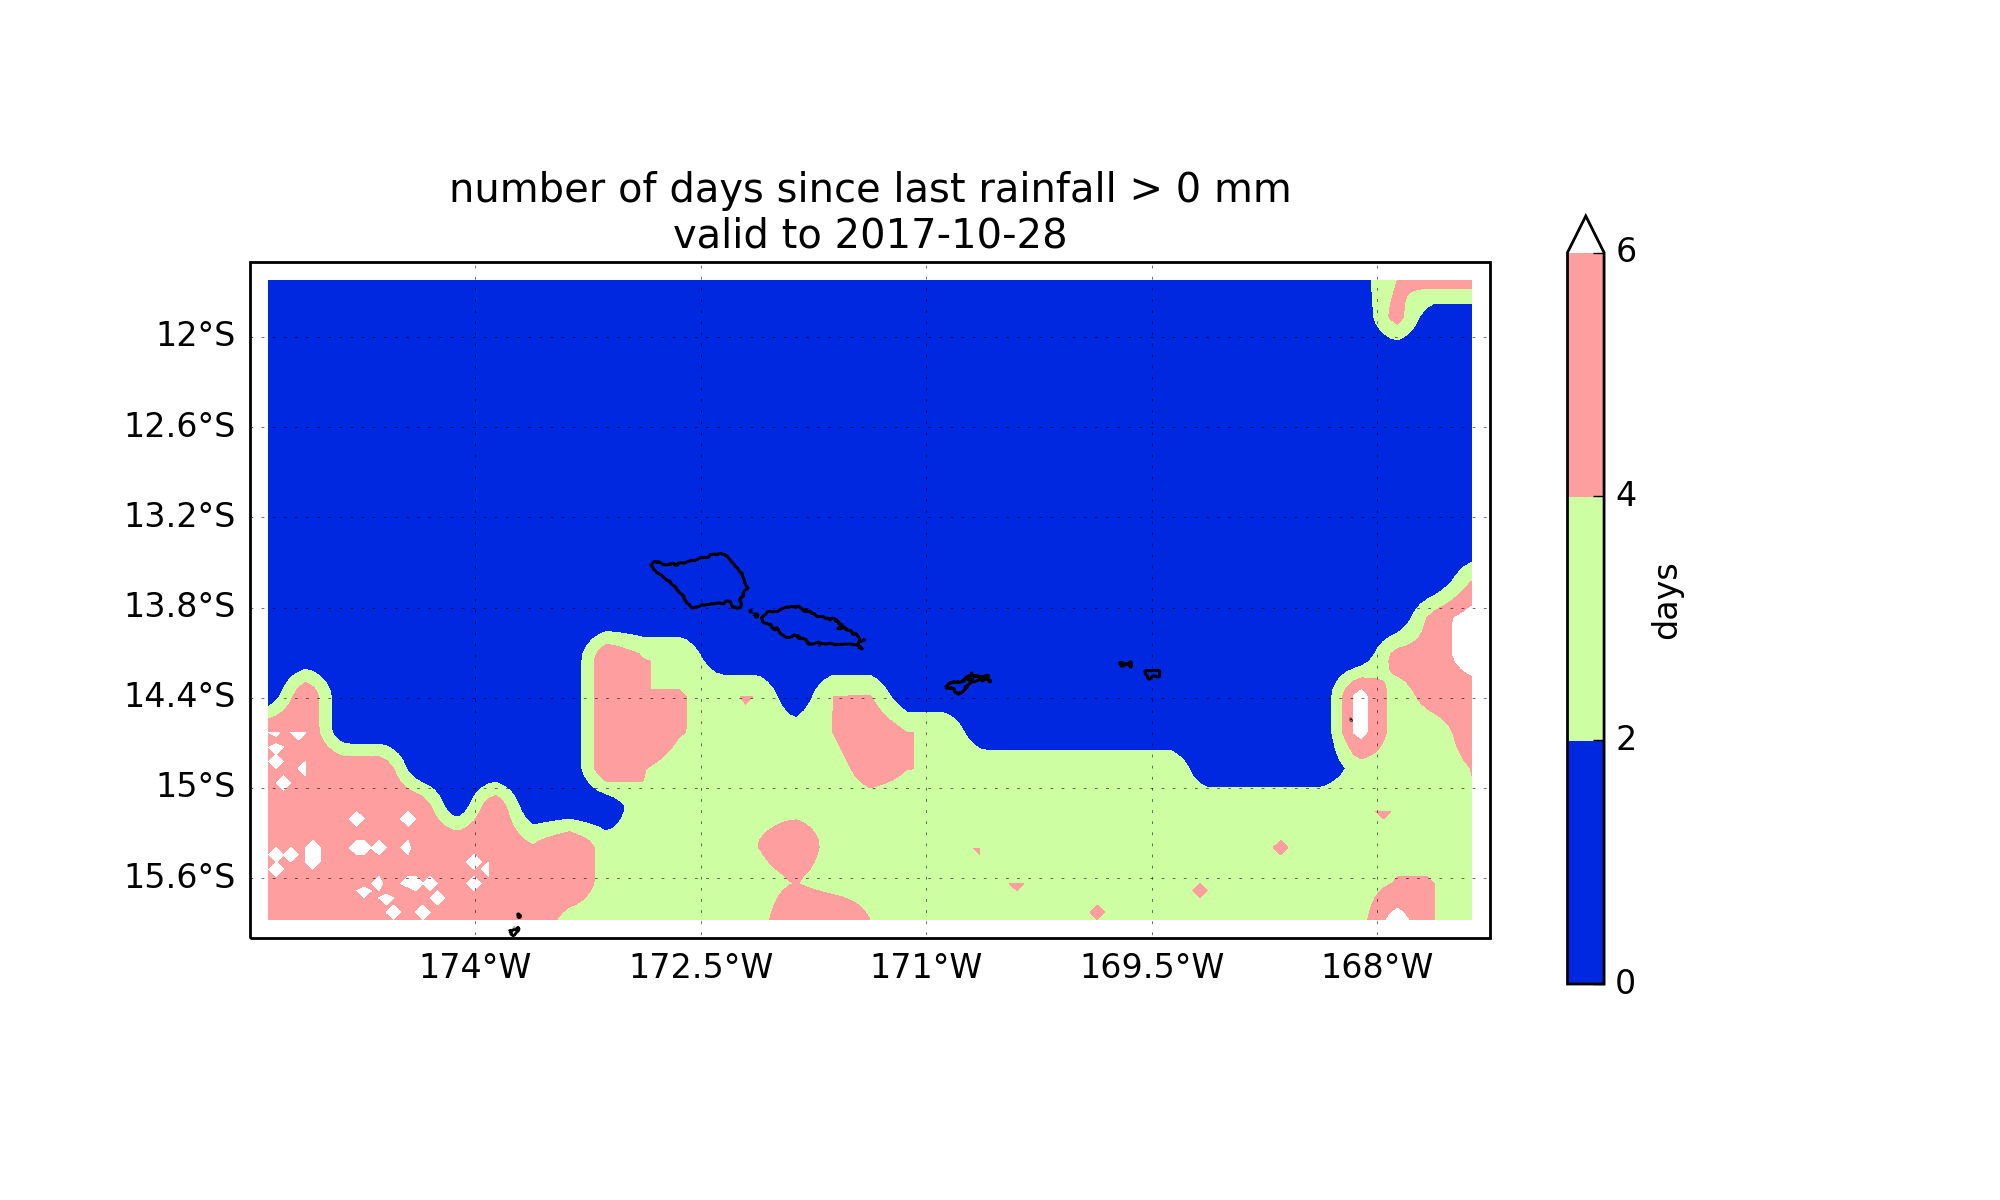 number of days since last rainfall > 0 mm
valid to 2017-10-28
12°S
12.6°S
13.2°S
13.8°S
14.4°S
15°S
15.6°S
174°W
172.5°W
171°W
169.5°W
168°W
6
4
2
0
days